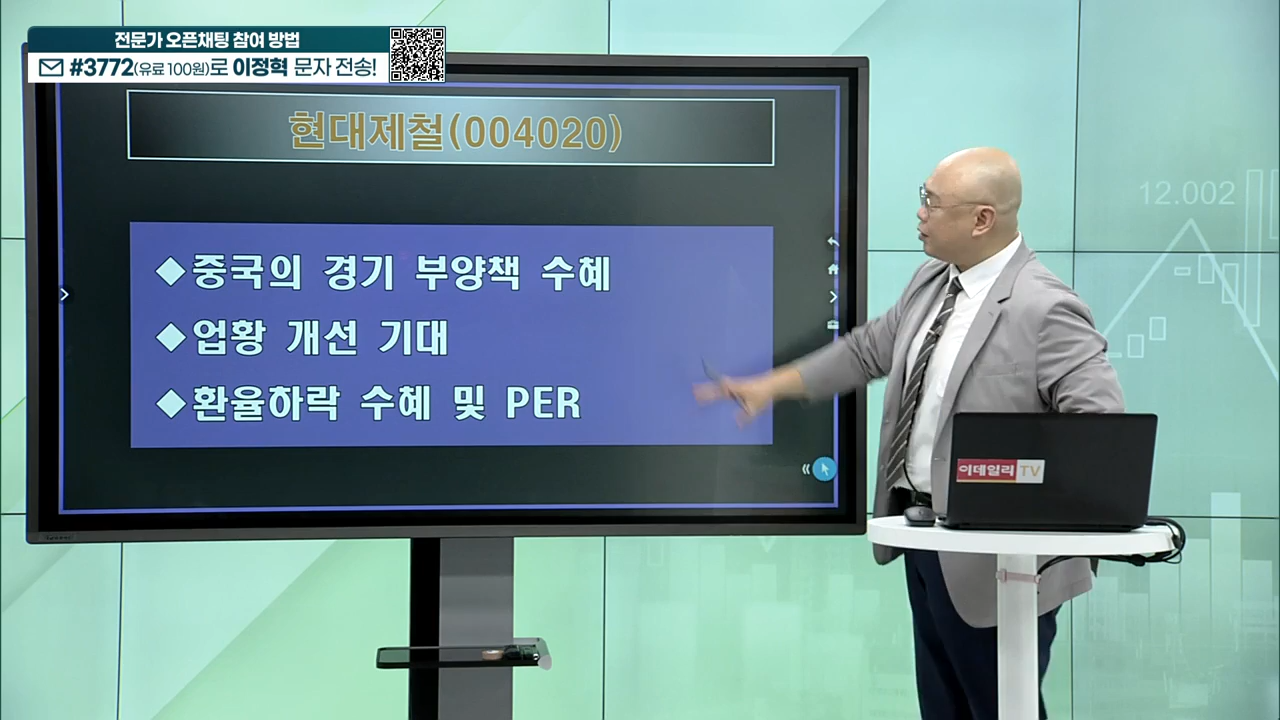 전문가 오픈채팅 참여 방법
#3772(유료 100원)로 이정혁 문자 전송!
현대제철(004020)
◆중국의 경기 부양책 수혜
◆업황 개선 기대
◆환율하락 수혜 및 PER
12.002
이데일리TV